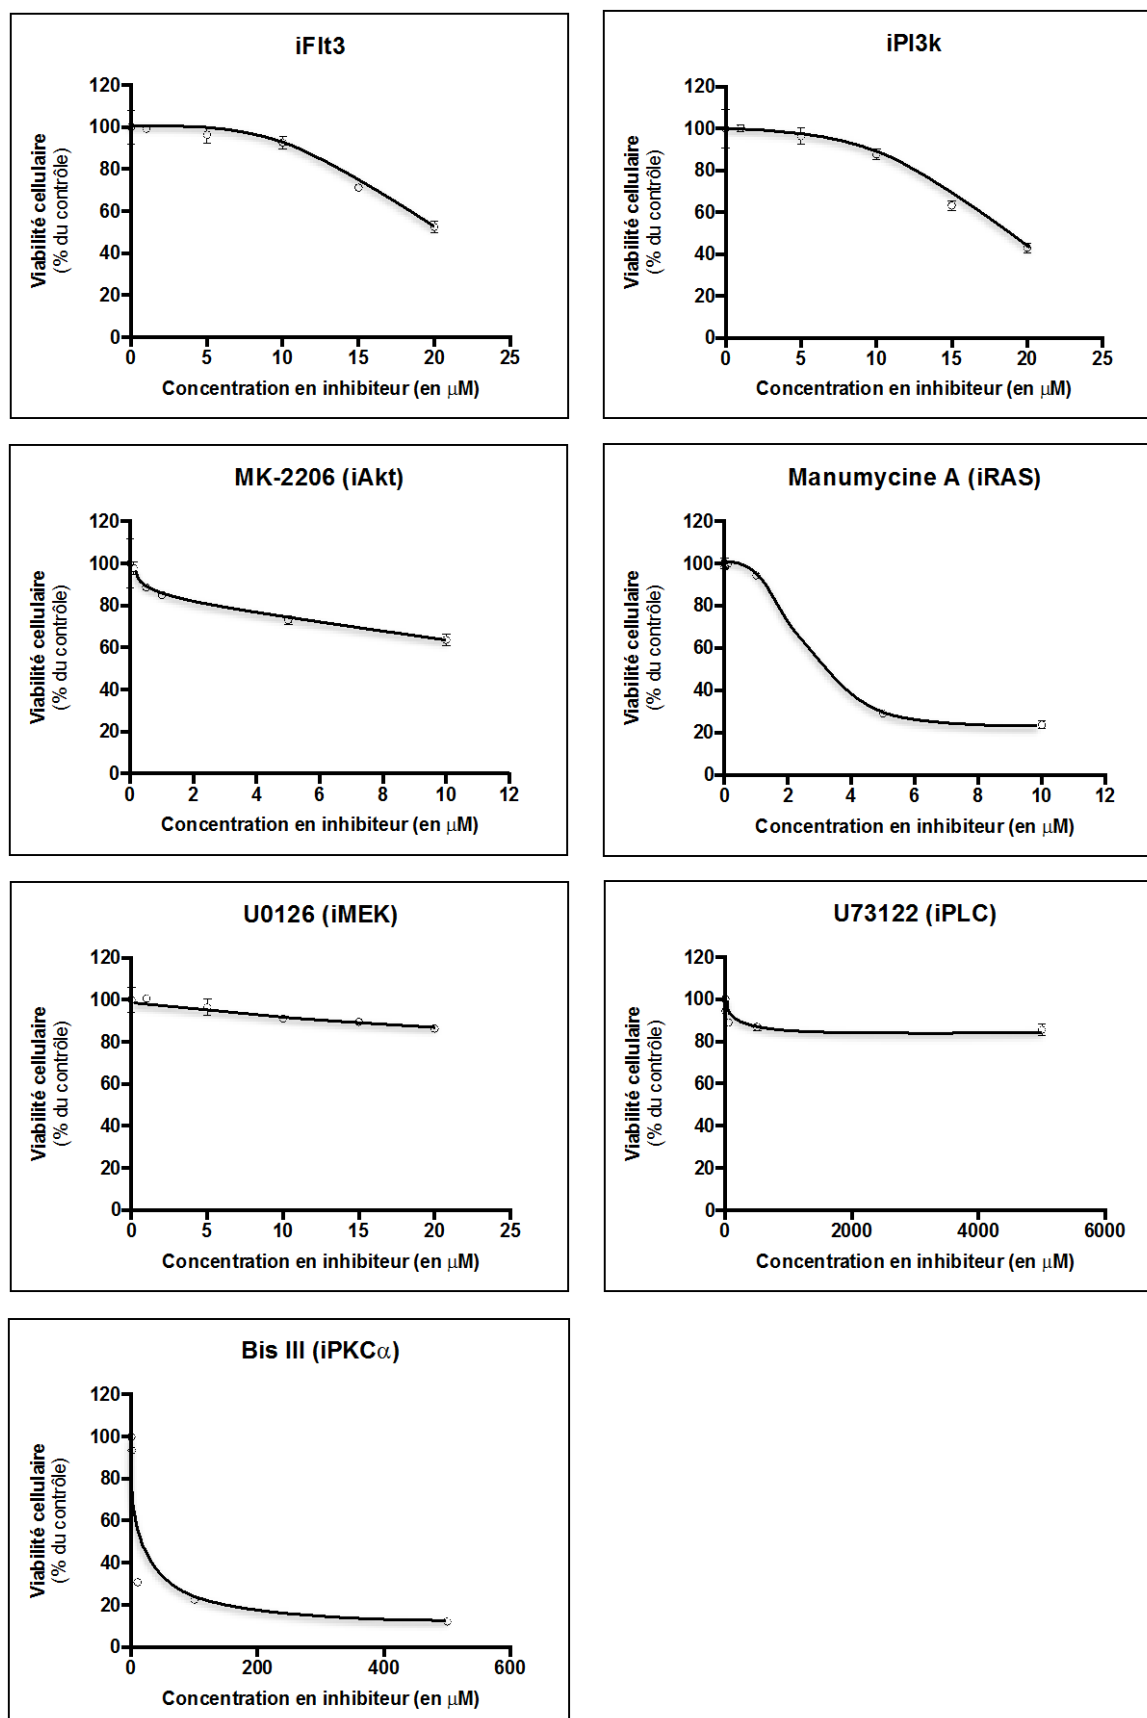 iFlt3
120
100
80
60
40
20
0
Viabilité cellulaire
(% du contrôle)
0 5 10 15 20 25
Concentration en inhibiteur (en μM)
iPI3k
120
100
80
60
40
20
0
Viabilité cellulaire
(% du contrôle)
0 5 10 15 20 25
Concentration en inhibiteur (en μM)
MK-2206 (iAkt)
120
100
80
60
40
20
0
Viabilité cellulaire
(% du contrôle)
0 2 4 6 8 10 12
Concentration en inhibiteur (en μM)
Manumycine A (iRAS)
120
100
80
60
40
20
0
Viabilité cellulaire
(% du contrôle)
0 2 4 6 8 10 12
Concentration en inhibiteur (en μM)
U0126 (iMEK)
120
100
80
60
40
20
0
Viabilité cellulaire
(% du contrôle)
0 5 10 15 20 25
Concentration en inhibiteur (en μM)
U73122 (iPLC)
120
100
80
60
40
20
0
Viabilité cellulaire
(% du contrôle)
0 2000 4000 6000
Concentration en inhibiteur (en μM)
Bis III (iPKCα)
120
100
80
60
40
20
0
Viabilité cellulaire
(% du contrôle)
0 200 400 600
Concentration en inhibiteur (en μM)